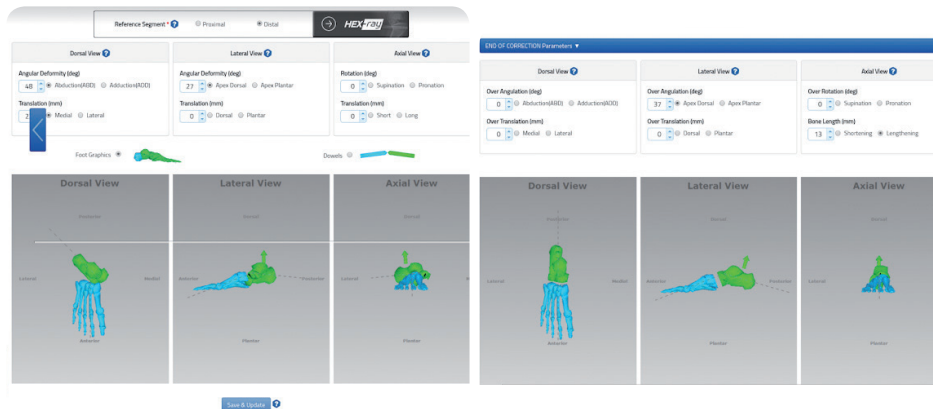 Reference Segment * ? Proximal Distal HEX-ray
Dorsal View ? Lateral View ? Axial View ?
Angular Deformity (deg) Angular Deformity (deg) Rotation (deg)
48 Abduction(ABD) Adduction(ADD) 27 Apex Dorsal Apex Plantar 0 Supination Pronation
Translation (mm) Translation (mm) Translation (mm)
Medial Lateral 0 Dorsal Plantar 0 Short Long
Foot Graphics Dowels
Dorsal View Lateral View Axial View
Posterior Dorsal Dorsal
Lateral Medial Anterior Posterior Lateral
Anterior Plantar Plantar
Save & Update ?
END OF CORRECTION Parameters ▼
Dorsal View ? Lateral View ? Axial View ?
Over Angulation (deg) Over Angulation (deg) Over Rotation (deg)
0 Abduction(ABD) Adduction(ADD) 37 Apex Dorsal Apex Plantar 0 Supination Pronation
Over Translation (mm) Over Translation (mm) Bone Length (mm)
0 Medial Lateral 0 Dorsal Plantar 13 Shortening Lengthening
Dorsal View Lateral View Axial View
Posterior Dorsal Dorsal
Lateral Medial Anterior Posterior Lateral
Anterior Plantar Plantar